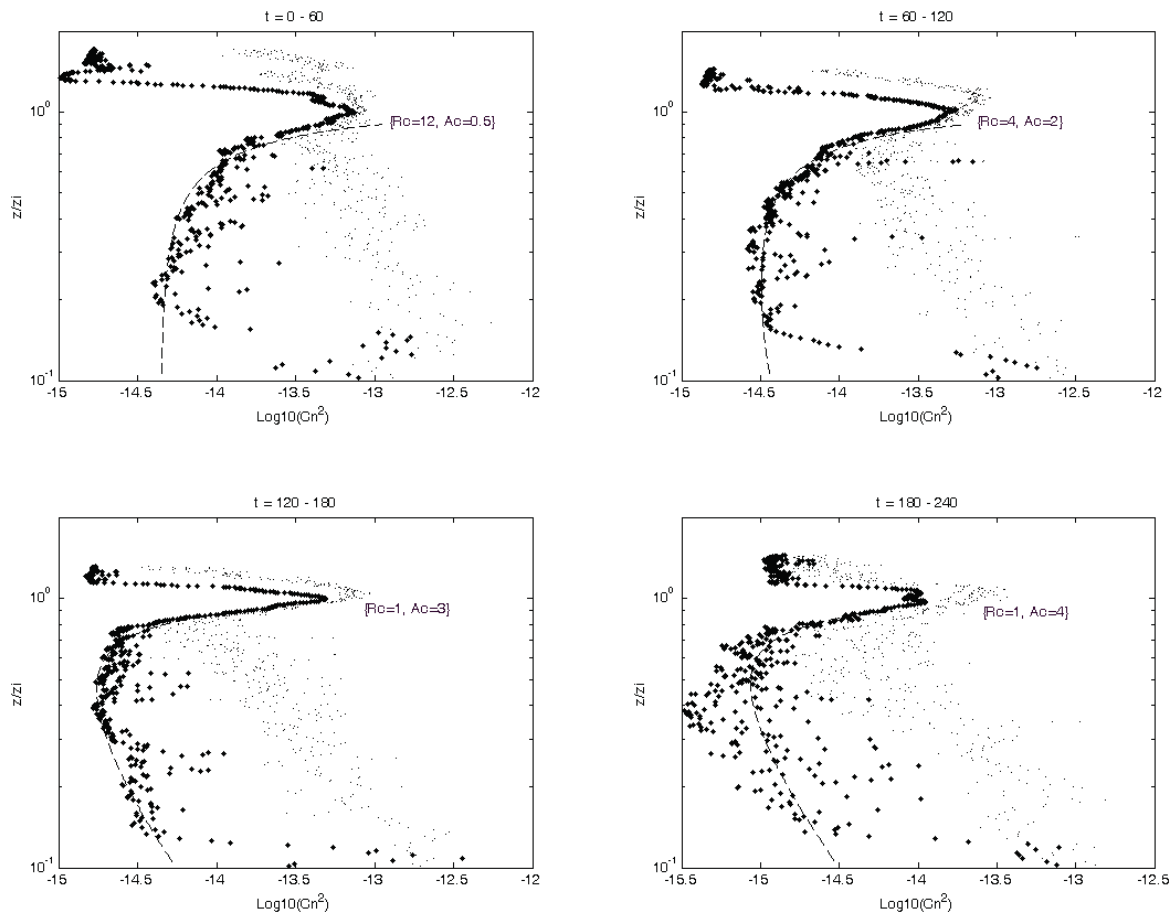 t = 0 - 60
z/zi
10⁰
10⁻¹
{Rc=12, Ac=0.5}
-15 -14.5 -14 -13.5 -13 -12.5 -12
Log10(Cn²)
t = 60 - 120
z/zi
10⁰
10⁻¹
{Rc=4, Ac=2}
-15 -14.5 -14 -13.5 -13 -12.5 -12
Log10(Cn²)
t = 120 - 180
z/zi
10⁰
10⁻¹
{Rc=1, Ac=3}
-15 -14.5 -14 -13.5 -13 -12.5 -12
Log10(Cn²)
t = 180 - 240
z/zi
10⁰
10⁻¹
{Rc=1, Ac=4}
-15.5 -15 -14.5 -14 -13.5 -13 -12.5
Log10(Cn²)